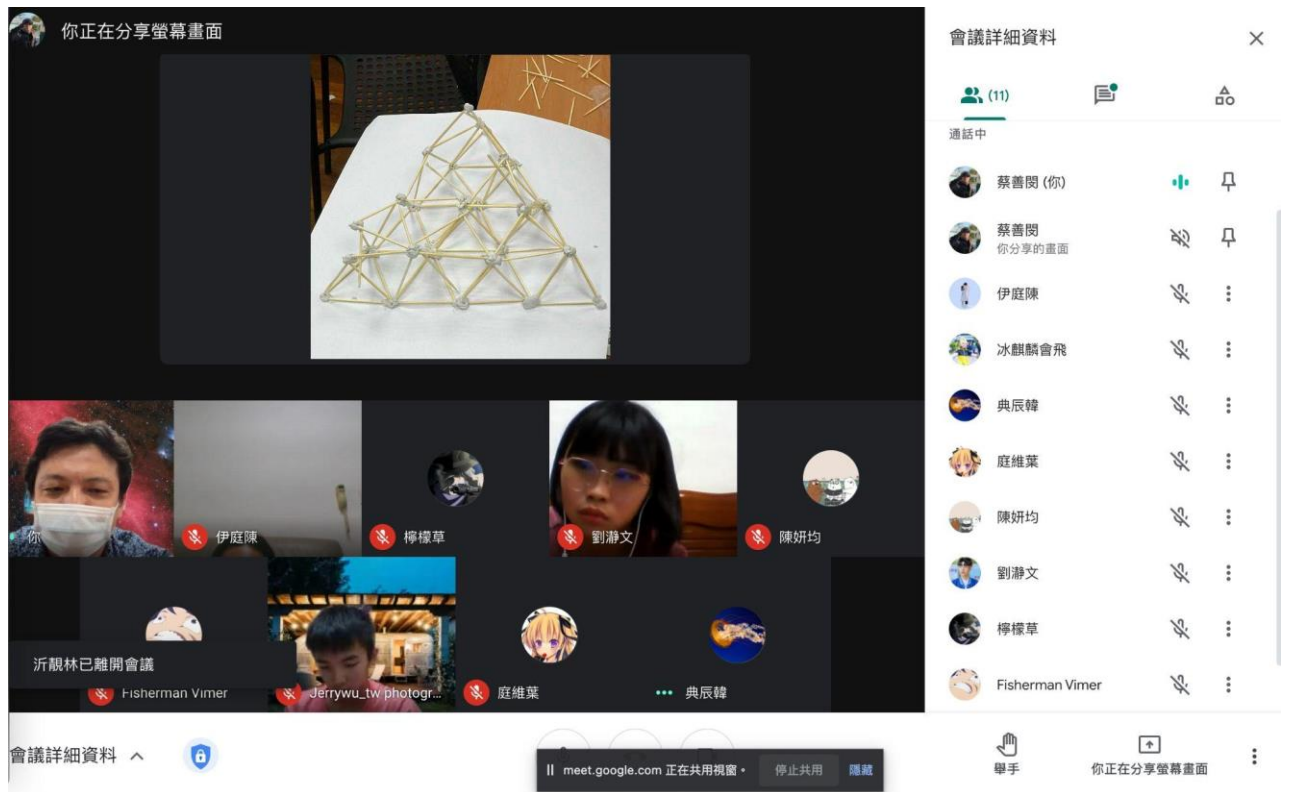 你正在分享螢幕畫面
你
伊庭陳
檸檬草
劉瀞文
陳妍均
沂靚林已離開會議
Fisherman Vimer
Jerrywu_tw photogr...
庭維葉
典辰韓
會議詳細資料
meet.google.com 正在共用視窗。
停止共用
隱藏
會議詳細資料
(11)
通話中
蔡善閔 (你)
蔡善閔
你分享的畫面
伊庭陳
冰麒麟會飛
典辰韓
庭維葉
陳妍均
劉瀞文
檸檬草
Fisherman Vimer
舉手
你正在分享螢幕畫面